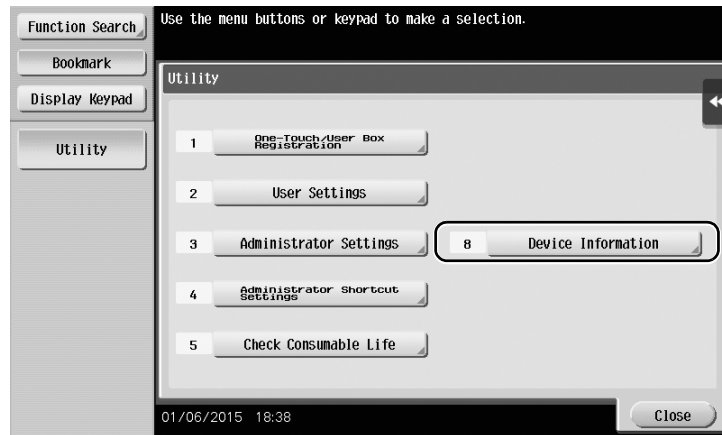 Use the menu buttons or keypad to make a selection.
Function Search
Bookmark
Display Keypad
Utility
Utility
1 One-Touch/User Box
Registration
2 User Settings
3 Administrator Settings
8 Device Information
4 Administrator Shortcut
Settings
5 Check Consumable Life
01/06/2015 18:38
Close